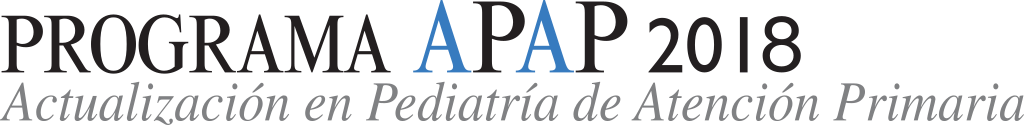 PROGRAMA APAP 2018
Actualización en Pediatría de Atención Primaria